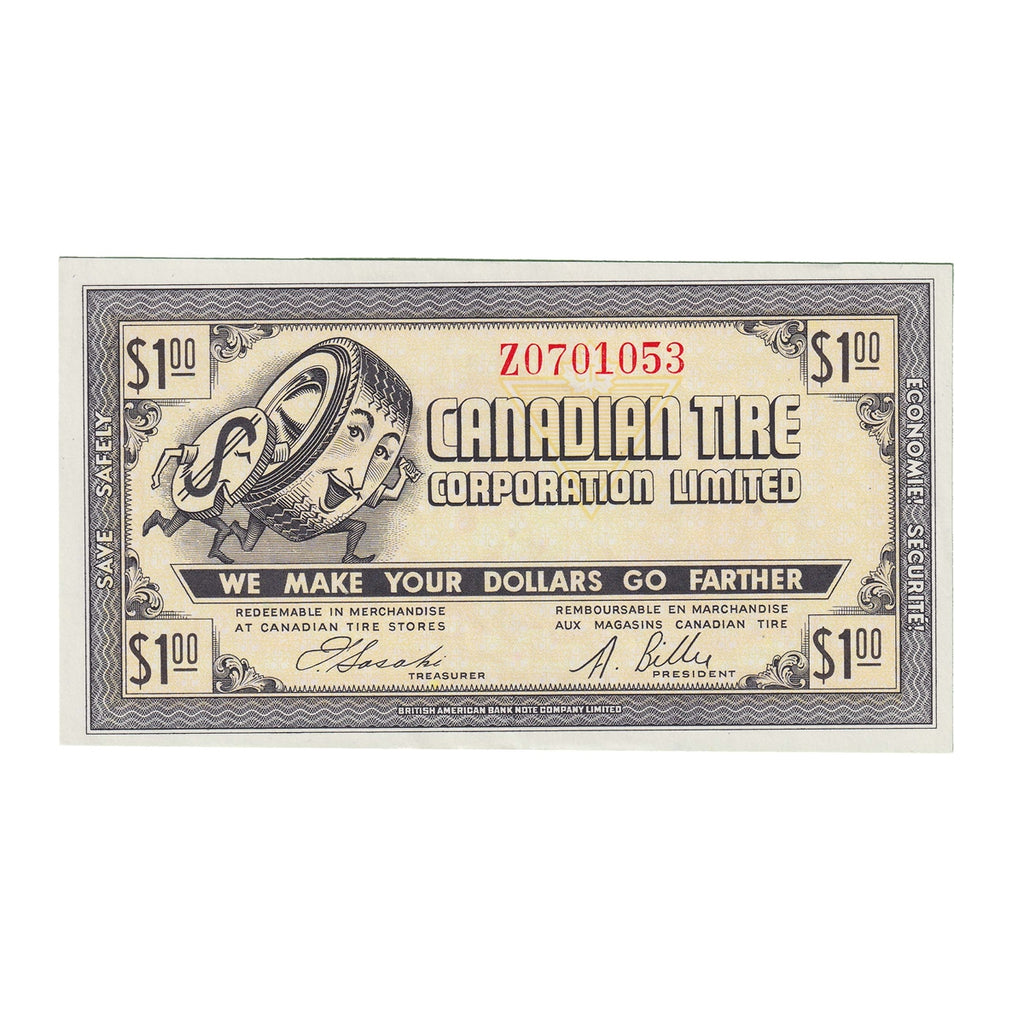 $1.00
Z0701053
$1.00
CANADIAN TIRE
CORPORATION LIMITED
SAVE SAFELY
ÉCONOMIE! SÉCURITÉ!
$
WE MAKE YOUR DOLLARS GO FARTHER
REDEEMABLE IN MERCHANDISE
AT CANADIAN TIRE STORES
REMBOURSABLE EN MARCHANDISE
AUX MAGASINS CANADIAN TIRE
$1.00
TREASURER
A. Billes
PRESIDENT
$1.00
BRITISH AMERICAN BANK NOTE COMPANY LIMITED